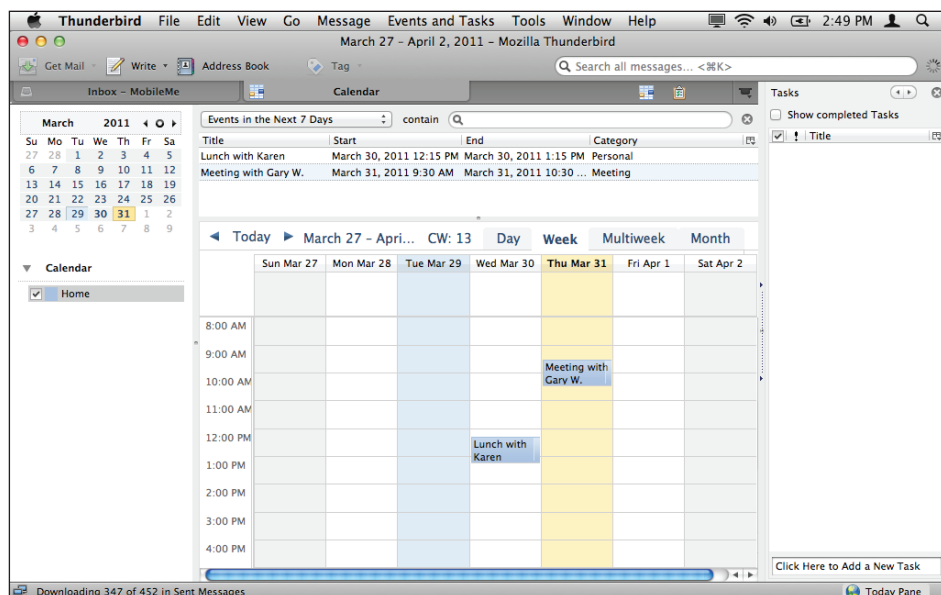 Thunderbird File Edit View Go Message Events and Tasks Tools Window Help 2:49 PM
March 27 – April 2, 2011 – Mozilla Thunderbird
Get Mail Write Address Book Tag Search all messages... <⌘K>
Inbox – MobileMe Calendar
Tasks
Show completed Tasks
! Title
March 2011
Su Mo Tu We Th Fr Sa
27 28 1 2 3 4 5
6 7 8 9 10 11 12
13 14 15 16 17 18 19
20 21 22 23 24 25 26
27 28 29 30 31 1 2
3 4 5 6 7 8 9
Calendar
Home
Events in the Next 7 Days contain
Title Start End Category
Lunch with Karen March 30, 2011 12:15 PM March 30, 2011 1:15 PM Personal
Meeting with Gary W. March 31, 2011 9:30 AM March 31, 2011 10:30 ... Meeting
Today March 27 – Apri... CW: 13 Day Week Multiweek Month
Sun Mar 27 Mon Mar 28 Tue Mar 29 Wed Mar 30 Thu Mar 31 Fri Apr 1 Sat Apr 2
8:00 AM
9:00 AM
Meeting with
Gary W.
10:00 AM
11:00 AM
12:00 PM
Lunch with
Karen
1:00 PM
2:00 PM
3:00 PM
4:00 PM
Click Here to Add a New Task
Downloading 347 of 452 in Sent Messages Today Pane